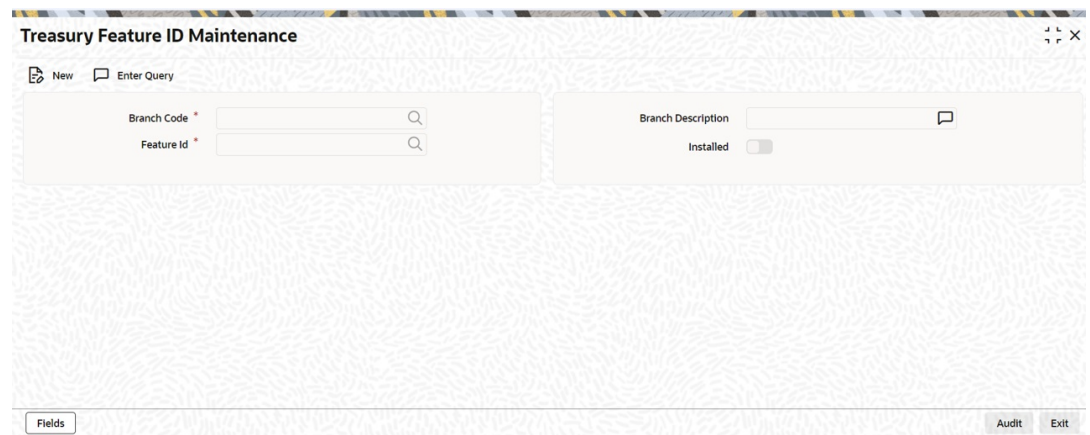 Treasury Feature ID Maintenance
New Enter Query
Branch Code *
Feature Id *
Branch Description
Installed
Fields
Audit Exit